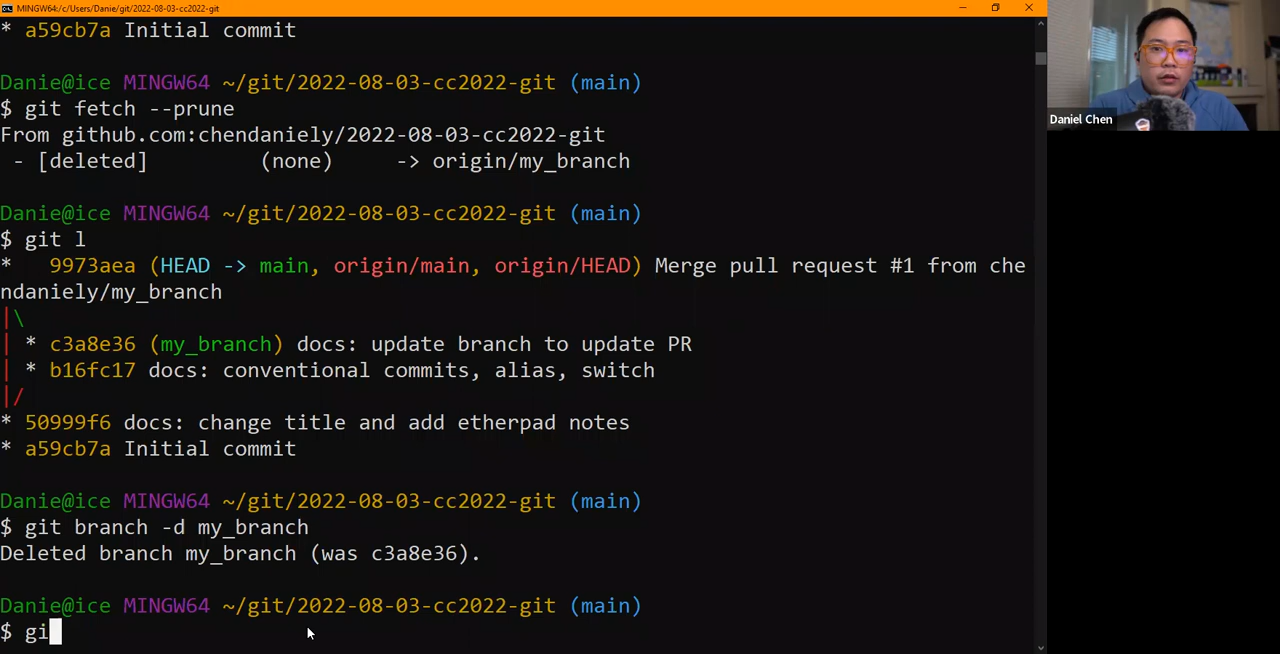 MINGW64:/c/Users/Danie/git/2022-08-03-cc2022-git
* a59cb7a Initial commit
Danie@ice MINGW64 ~/git/2022-08-03-cc2022-git (main)
$ git fetch --prune
From github.com:chendaniely/2022-08-03-cc2022-git
 - [deleted]         (none)     -> origin/my_branch
Danie@ice MINGW64 ~/git/2022-08-03-cc2022-git (main)
$ git l
*   9973aea (HEAD -> main, origin/main, origin/HEAD) Merge pull request #1 from che
ndaniely/my_branch
|\
| * c3a8e36 (my_branch) docs: update branch to update PR
| * b16fc17 docs: conventional commits, alias, switch
|/
* 50999f6 docs: change title and add etherpad notes
* a59cb7a Initial commit
Danie@ice MINGW64 ~/git/2022-08-03-cc2022-git (main)
$ git branch -d my_branch
Deleted branch my_branch (was c3a8e36).
Danie@ice MINGW64 ~/git/2022-08-03-cc2022-git (main)
$ gi
Daniel Chen